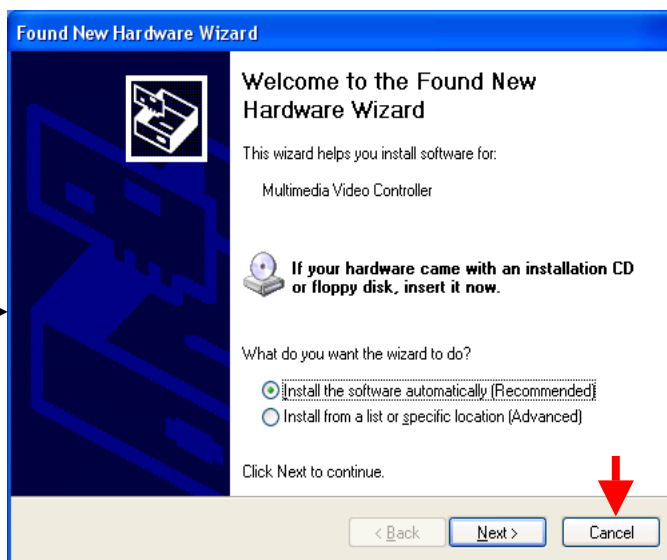 Found New Hardware Wizard
Welcome to the Found New
Hardware Wizard
This wizard helps you install software for:
Multimedia Video Controller
If your hardware came with an installation CD
or floppy disk, insert it now.
What do you want the wizard to do?
Install the software automatically (Recommended)
Install from a list or specific location (Advanced)
Click Next to continue.
< Back Next > Cancel